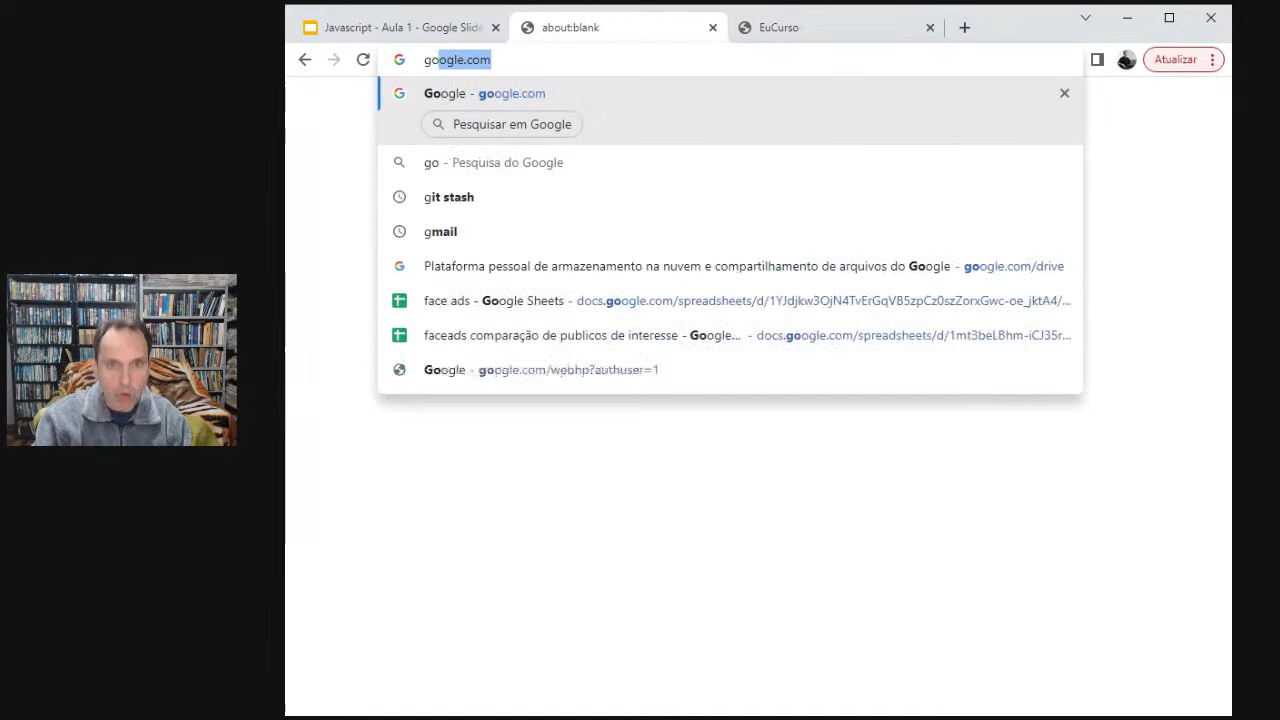 Javascript - Aula 1 - Google Slide
about:blank
EuCurso
google.com
Atualizar
Google - google.com
Pesquisar em Google
go - Pesquisa do Google
git stash
gmail
Plataforma pessoal de armazenamento na nuvem e compartilhamento de arquivos do Google - google.com/drive
face ads - Google Sheets - docs.google.com/spreadsheets/d/1YJdjkw3OjN4TvErGqVB5zpCz0szZorxGwc-oe_jktA4/...
faceads comparação de publicos de interesse - Google... - docs.google.com/spreadsheets/d/1mt3beLBhm-iCJ35r...
Google - google.com/webhp?authuser=1